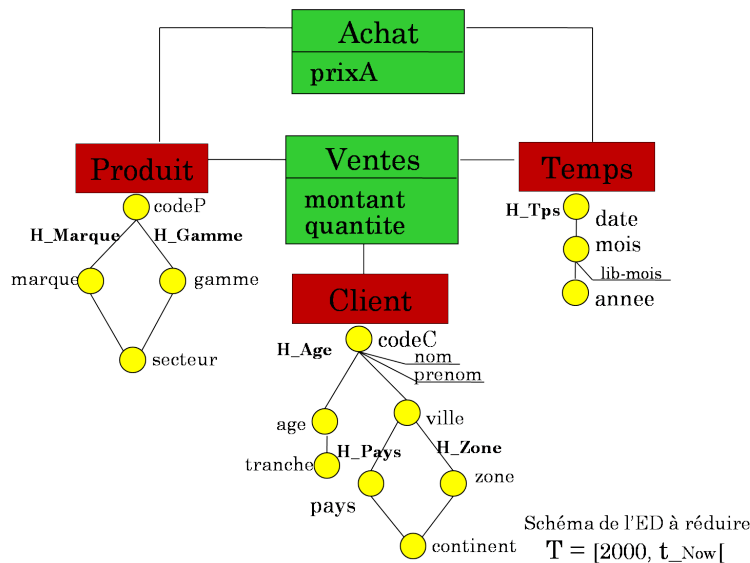 Achat
prixA
Produit
Ventes
Temps
montant
quantite
codeP
H_Marque
H_Gamme
marque
gamme
secteur
H_Tps
date
mois
lib-mois
annee
Client
codeC
H_Age
nom
prenom
age
ville
tranche
H_Pays
H_Zone
pays
zone
continent
Schéma de l'ED à réduire
T = [2000, t_Now[